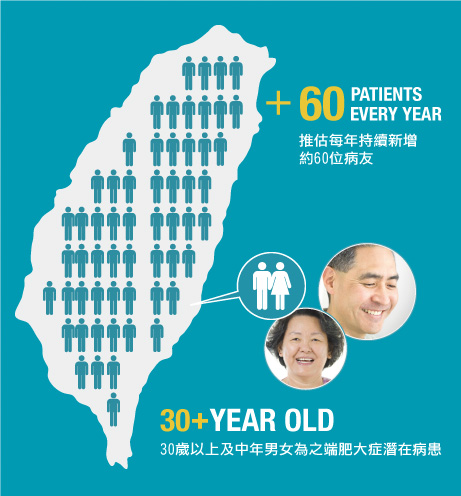 + 60 PATIENTS
EVERY YEAR
推估每年持續新增
約60位病友
30+YEAR OLD
30歲以上及中年男女為之端肥大症潛在病患